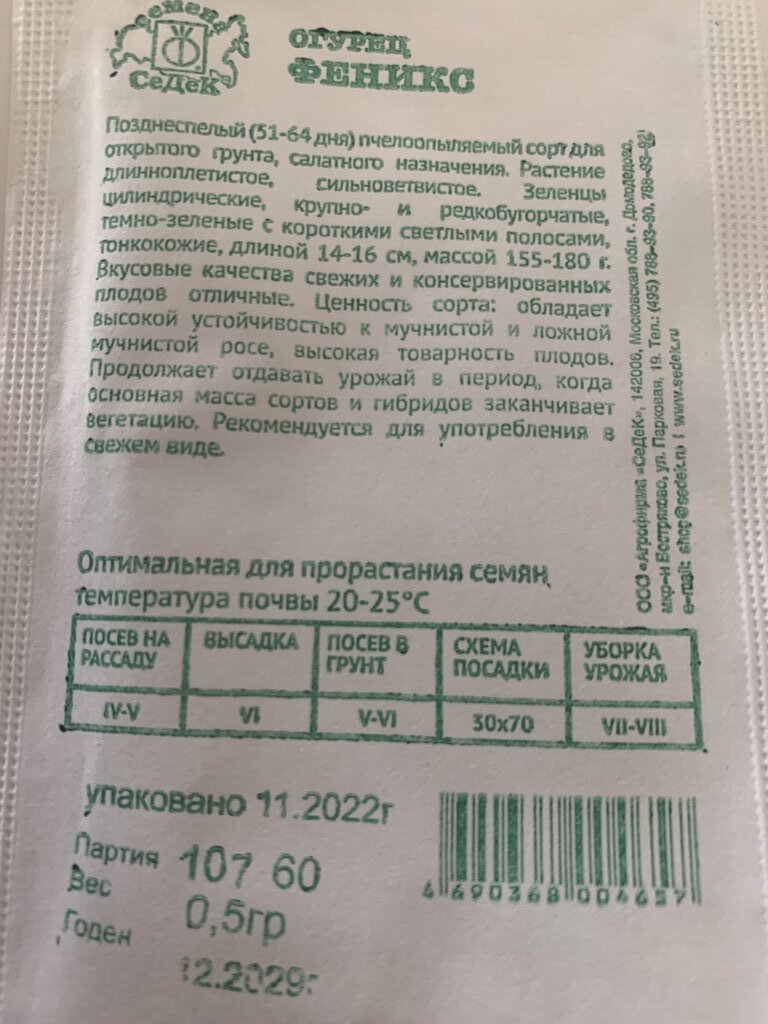 семена
СеДеК
ОГУРЕЦ
ФЕНИКС
Позднеспелый (51-64 дня) пчелоопыляемый сорт для
открытого грунта, салатного назначения. Растение
длинноплетистое, сильноветвистое. Зеленцы
цилиндрические, крупно- и редкобугорчатые,
темно-зеленые с короткими светлыми полосами,
тонкокожие, длиной 14-16 см, массой 155-180 г.
Вкусовые качества свежих и консервированных
плодов отличные. Ценность сорта: обладает
высокой устойчивостью к мучнистой и ложной
мучнистой росе, высокая товарность плодов.
Продолжает отдавать урожай в период, когда
основная масса сортов и гибридов заканчивает
вегетацию. Рекомендуется для употребления в
свежем виде.
ООО «Агрофирма «СеДеК», 142006, Московская обл. г. Домодедово,
мкр-н Востряково, ул. Парковая, 19. Тел.: (495) 788-93-90, 788-93-92
e-mail: shop@sedek.ru | www.sedek.ru
Оптимальная для прорастания семян
температура почвы 20-25°С
ПОСЕВ НА РАССАДУ ВЫСАДКА ПОСЕВ В ГРУНТ СХЕМА ПОСАДКИ УБОРКА УРОЖАЯ
IV-V VI V-VI 30x70 VII-VIII
упаковано 11.2022г
Партия 107 60
Вес 0,5гр
Годен 12.2029г
4 690368 004657